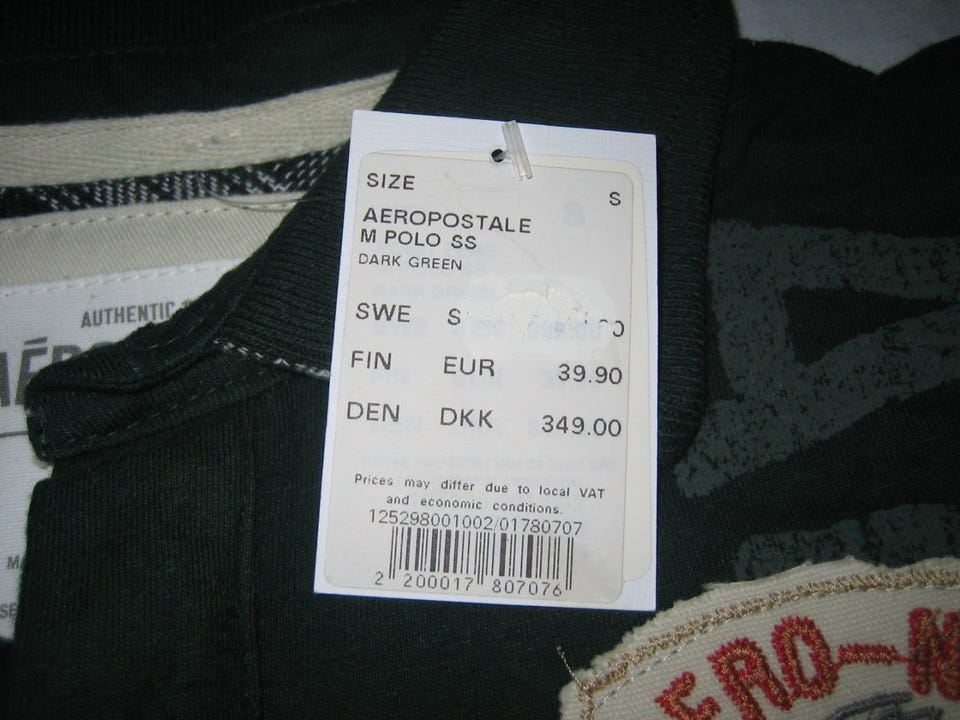 SIZE S
AEROPOSTALE
M POLO SS
DARK GREEN
SWE S
FIN EUR 39.90
DEN DKK 349.00
Prices may differ due to local VAT
and economic conditions.
125298001002/01780707
2 200017 807076
AUTHENTIC